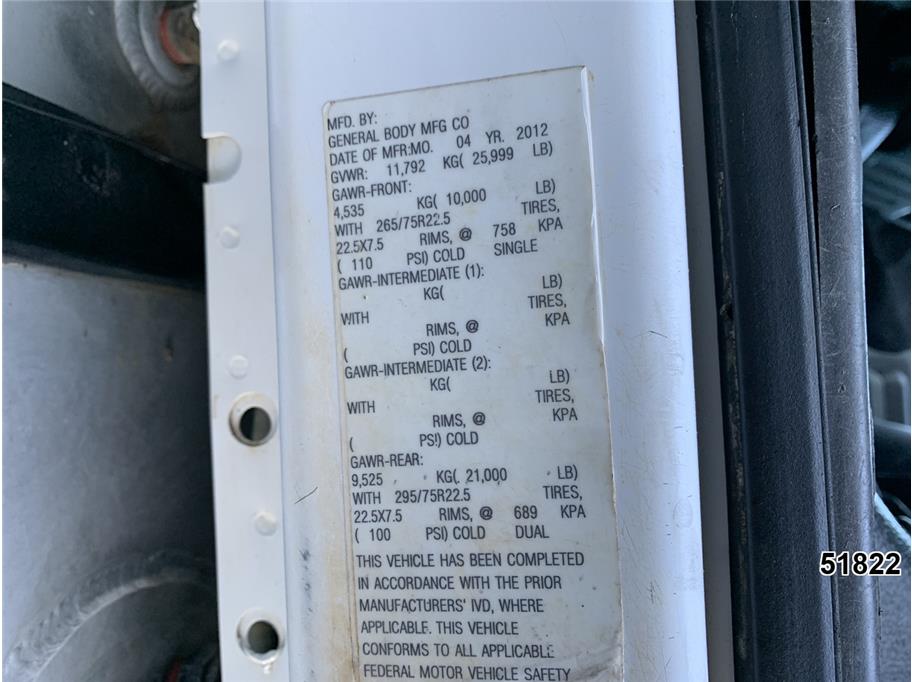 MFD. BY:
GENERAL BODY MFG CO
DATE OF MFR:MO. 04 YR. 2012
GVWR: 11,792 KG( 25,999 LB)
GAWR-FRONT:
4,535 KG( 10,000 LB)
WITH 265/75R22.5 TIRES,
22.5X7.5 RIMS, @ 758 KPA
( 110 PSI) COLD SINGLE
GAWR-INTERMEDIATE (1):
KG( LB)
WITH TIRES,
RIMS, @ KPA
( PSI) COLD
GAWR-INTERMEDIATE (2):
KG( LB)
WITH TIRES,
RIMS, @ KPA
( PSI) COLD
GAWR-REAR:
9,525 KG( 21,000 LB)
WITH 295/75R22.5 TIRES,
22.5X7.5 RIMS, @ 689 KPA
( 100 PSI) COLD DUAL
THIS VEHICLE HAS BEEN COMPLETED
IN ACCORDANCE WITH THE PRIOR
MANUFACTURERS' IVD, WHERE
APPLICABLE. THIS VEHICLE
CONFORMS TO ALL APPLICABLE
FEDERAL MOTOR VEHICLE SAFETY
51822